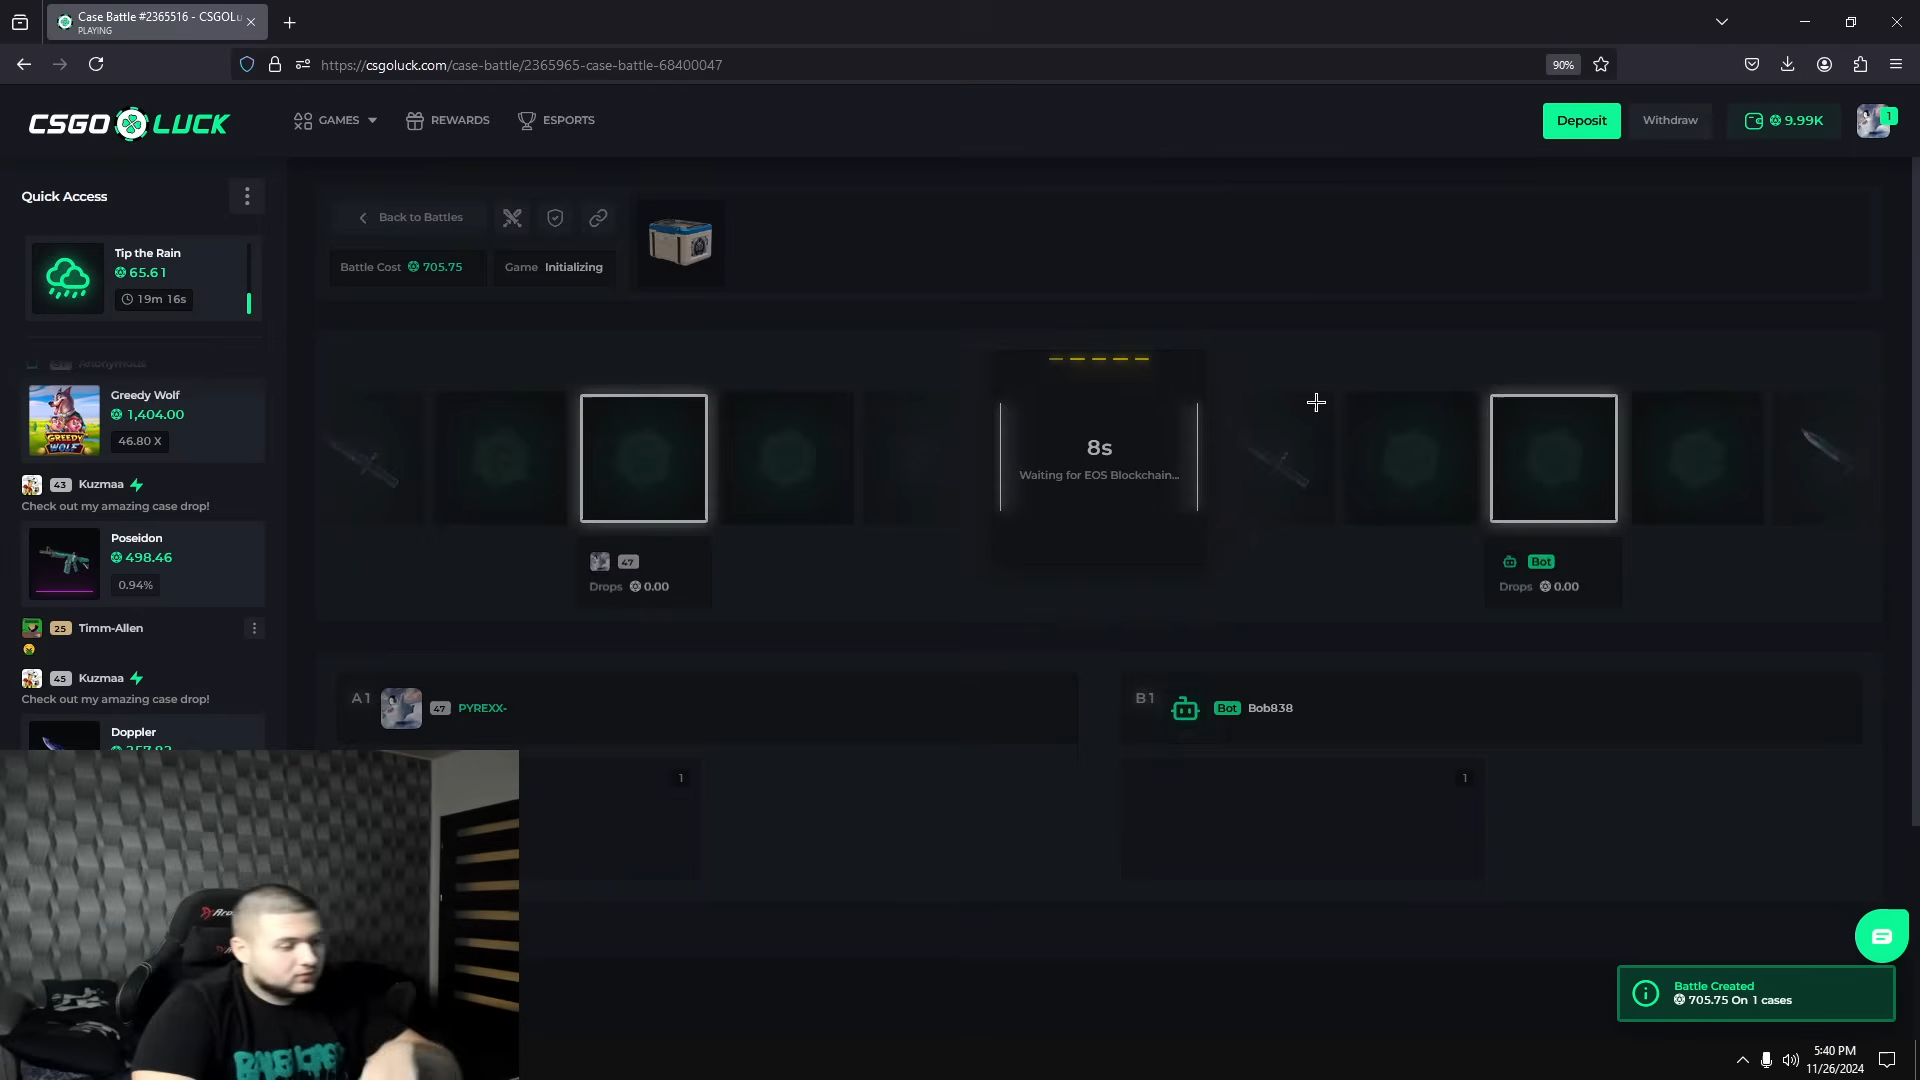 Case Battle #2365516 - CSGOLu
PLAYING
https://csgoluck.com/case-battle/2365965-case-battle-68400047
90%
CSGO LUCK
GAMES
REWARDS
ESPORTS
Deposit
Withdraw
9.99K
1
Quick Access
Tip the Rain
65.61
19m 16s
Anonymous
Greedy Wolf
1,404.00
46.80 X
GREEDY WOLF
43 Kuzmaa
Check out my amazing case drop!
Poseidon
498.46
0.94%
25 Timm-Allen
45 Kuzmaa
Check out my amazing case drop!
Doppler
Back to Battles
Battle Cost 705.75
Game Initializing
8s
Waiting for EOS Blockchain...
47
Drops 0.00
Bot
Drops 0.00
A1 47 PYREXX-
B1 Bot Bob838
1
1
Battle Created
705.75 On 1 cases
5:40 PM
11/26/2024